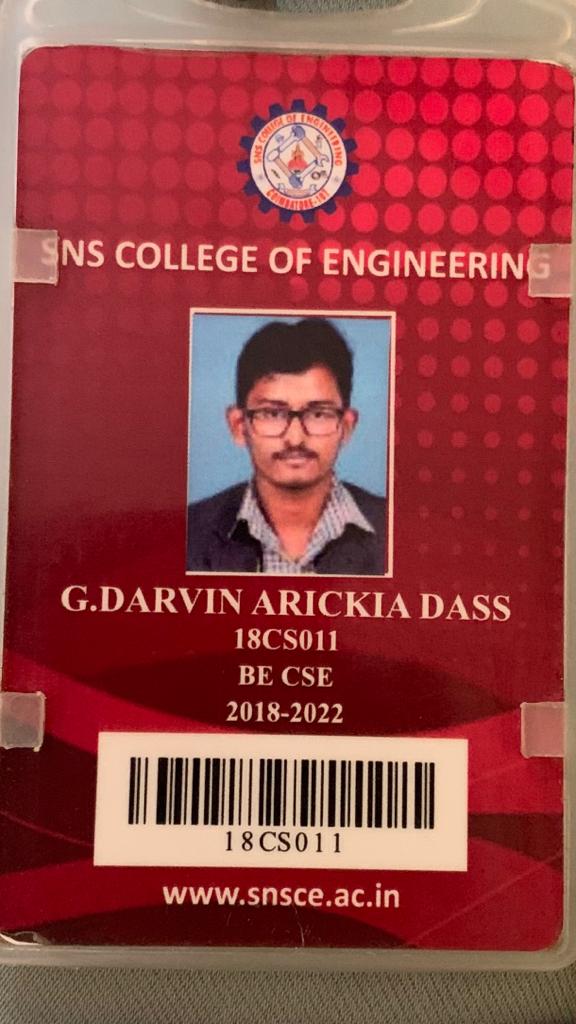 SNS COLLEGE OF ENGINEERING
COIMBATORE-107
SNS COLLEGE OF ENGINEERING
G.DARVIN ARICKIA DASS
18CS011
BE CSE
2018-2022
18CS011
www.snsce.ac.in